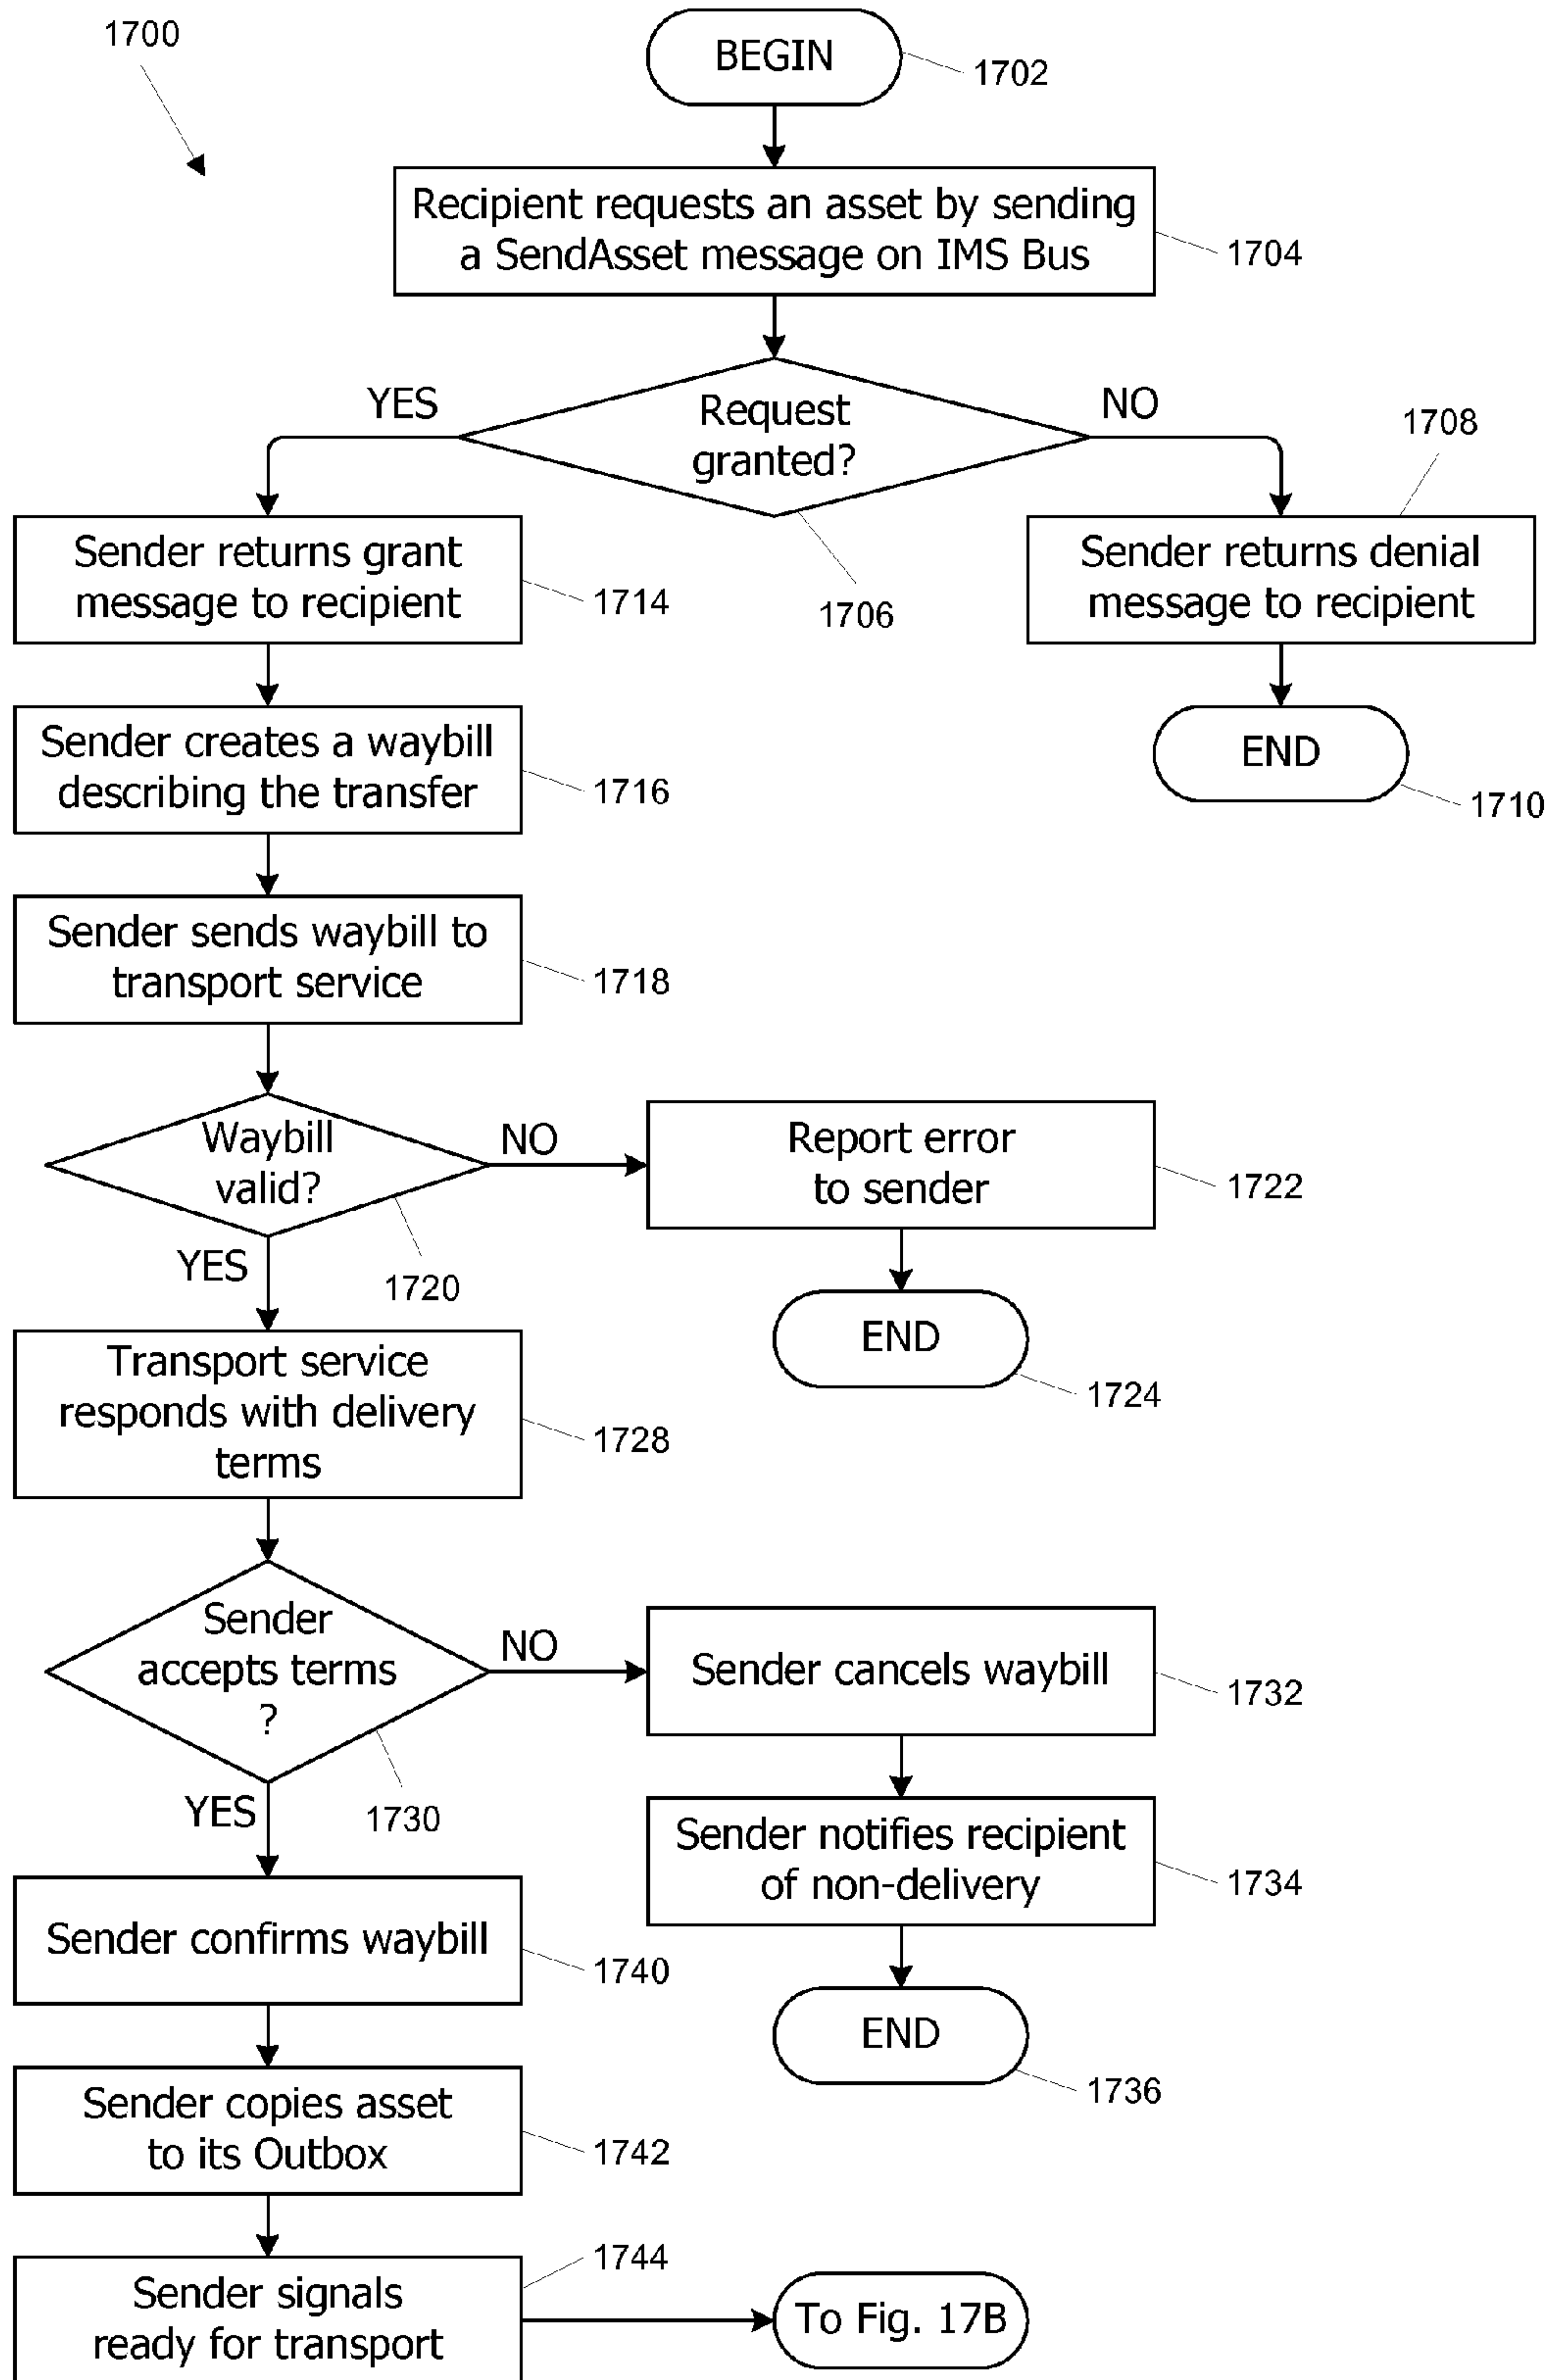 1700
BEGIN
1702
Recipient requests an asset by sending
a SendAsset message on IMS Bus
1704
YES
Request
granted?
NO
1706
1708
Sender returns grant
message to recipient
1714
Sender returns denial
message to recipient
Sender creates a waybill
describing the transfer
1716
END
1710
Sender sends waybill to
transport service
1718
Waybill
valid?
NO
YES
1720
Report error
to sender
1722
END
1724
Transport service
responds with delivery
terms
1728
Sender
accepts terms
?
NO
YES
1730
Sender cancels waybill
1732
Sender notifies recipient
of non-delivery
1734
END
1736
Sender confirms waybill
1740
Sender copies asset
to its Outbox
1742
Sender signals
ready for transport
1744
To Fig. 17B